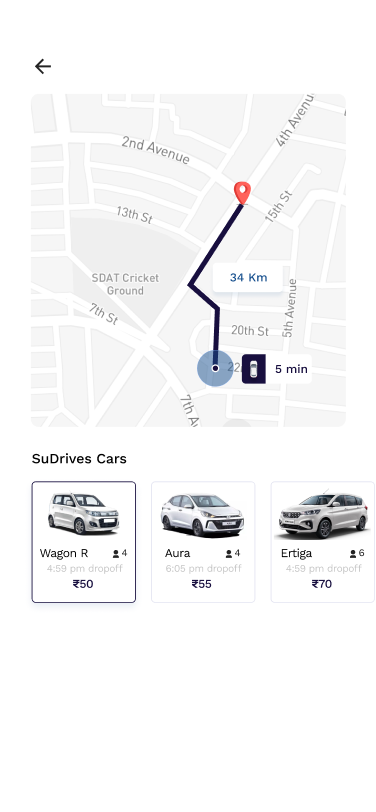 4th Avenue
2nd Avenue
15th St
13th St
34 Km
SDAT Cricket
Ground
5th Avenue
7th St
20th St
5 min
7th A
SuDrives Cars
Wagon R 4
4:59 pm dropoff
₹50
Aura 4
6:05 pm dropoff
₹55
Ertiga 6
4:59 pm dropoff
₹70